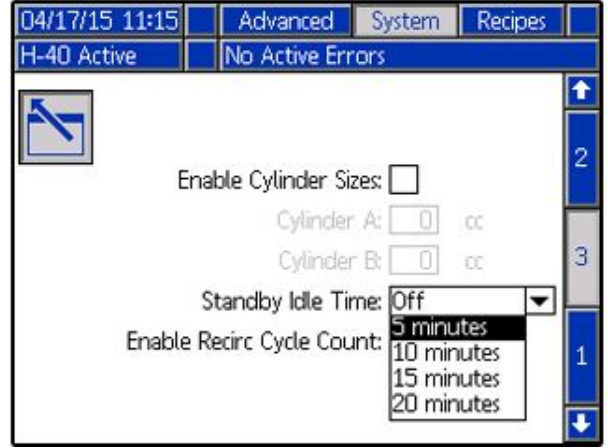 04/17/15 11:15 Advanced System Recipes
H-40 Active No Active Errors
2
Enable Cylinder Sizes:
Cylinder A: 0 cc
Cylinder B: 0 cc
3
Standby Idle Time: Off
5 minutes
Enable Recirc Cycle Count:
10 minutes
1
15 minutes
20 minutes